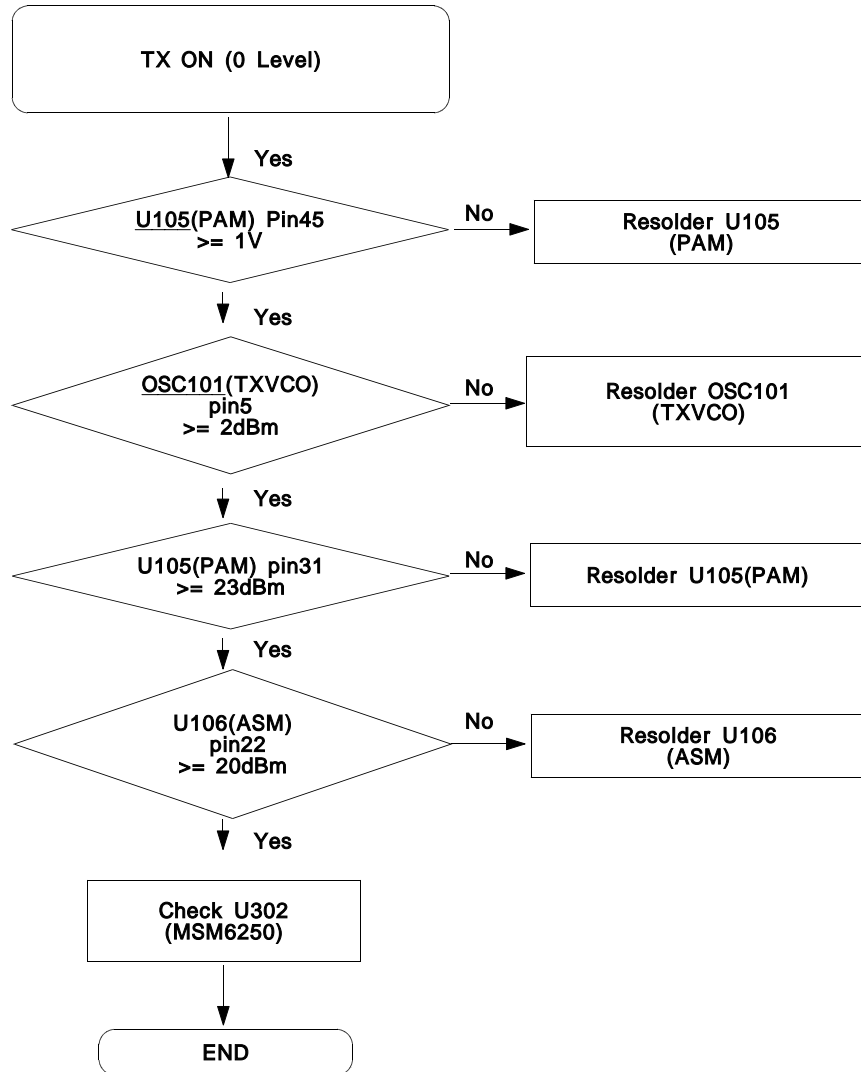 TX ON (0 Level)
Yes
U105(PAM) Pin45
>= 1V
No
Resolder U105
(PAM)
Yes
OSC101(TXVCO)
pin5
>= 2dBm
No
Resolder OSC101
(TXVCO)
Yes
U105(PAM) pin31
>= 23dBm
No
Resolder U105(PAM)
Yes
U106(ASM)
pin22
>= 20dBm
No
Resolder U106
(ASM)
Yes
Check U302
(MSM6250)
END